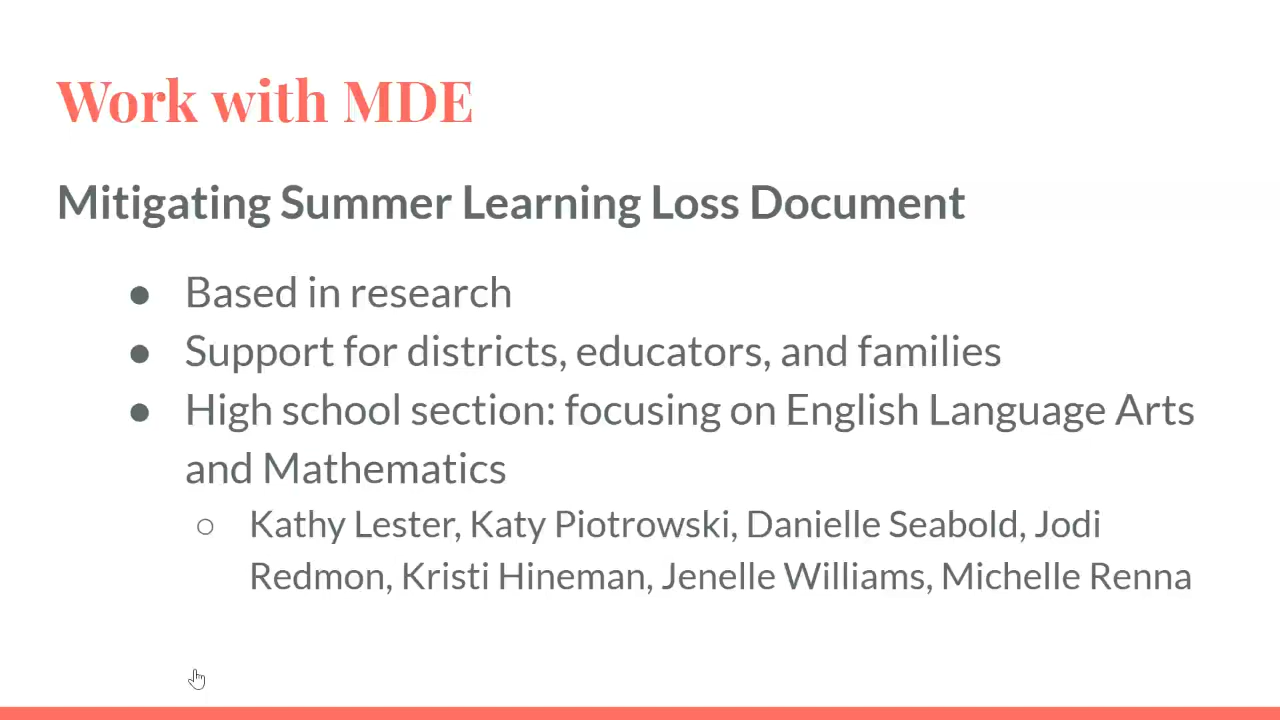 Work with MDE
Mitigating Summer Learning Loss Document
● Based in research
● Support for districts, educators, and families
● High school section: focusing on English Language Arts
and Mathematics
○ Kathy Lester, Katy Piotrowski, Danielle Seabold, Jodi
Redmon, Kristi Hineman, Jenelle Williams, Michelle Renna